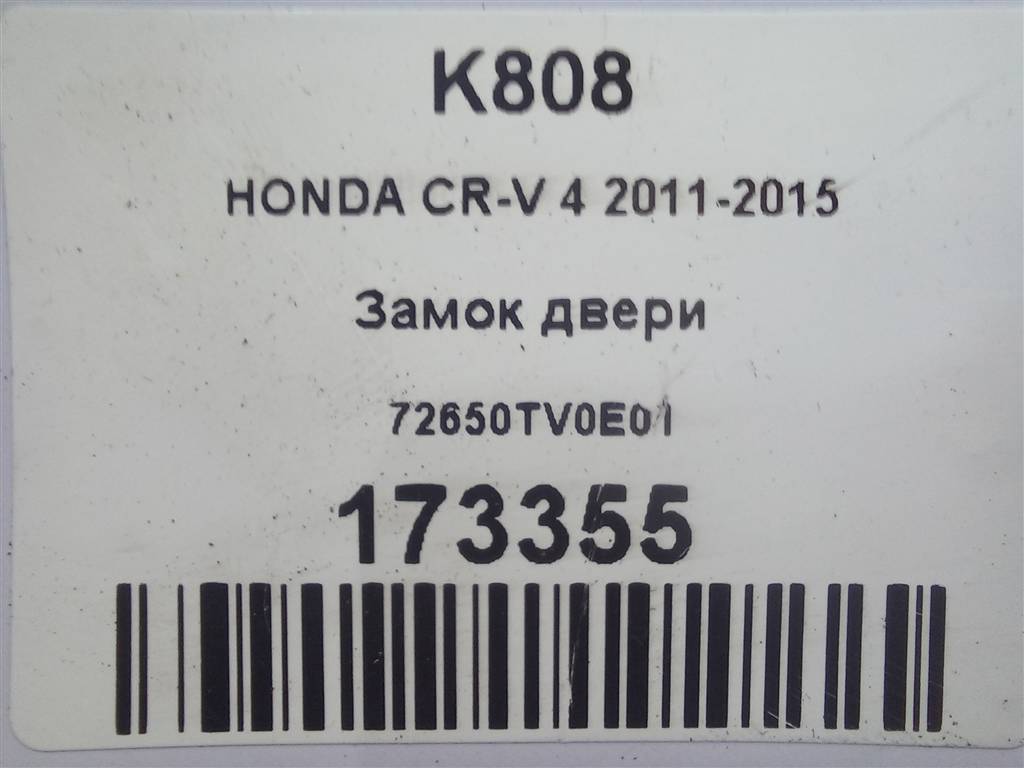 K808
HONDA CR-V 4 2011-2015
Замок двери
72650TV0E01
173355